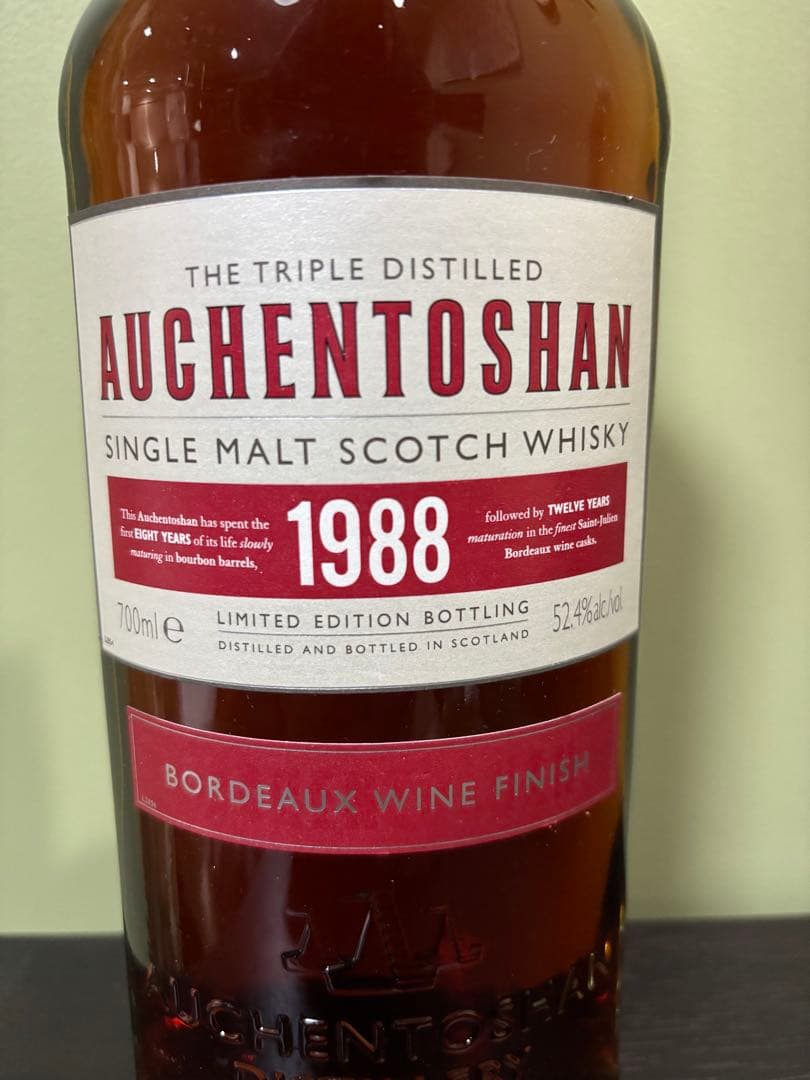 THE TRIPLE DISTILLED
AUCHENTOSHAN
SINGLE MALT SCOTCH WHISKY
This Auchentoshan has spent the
first EIGHT YEARS of its life slowly
maturing in bourbon barrels,
1988
followed by TWELVE YEARS
maturation in the finest Saint-Julien
Bordeaux wine casks.
700ml e
LIMITED EDITION BOTTLING
DISTILLED AND BOTTLED IN SCOTLAND
52.4%alc/vol.
BORDEAUX WINE FINISH
AUCHENTOSHAN
DISTILLERY